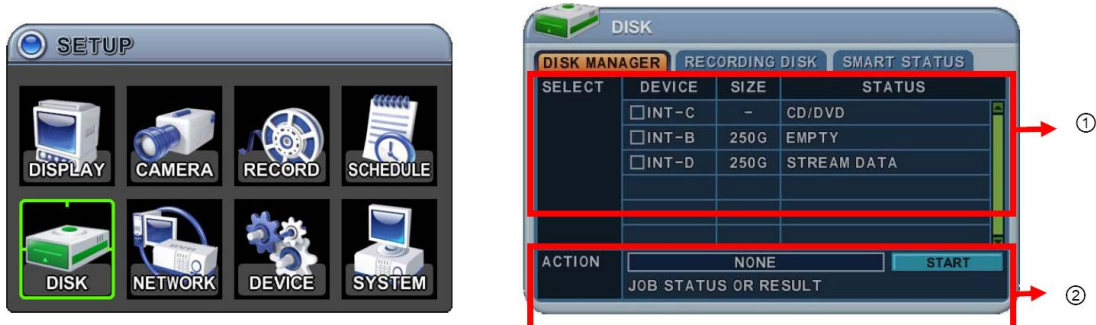 SETUP
DISPLAY CAMERA RECORD SCHEDULE
DISK NETWORK DEVICE SYSTEM
DISK
DISK MANAGER RECORDING DISK SMART STATUS
SELECT DEVICE SIZE STATUS
INT-C - CD/DVD
INT-B 250G EMPTY
INT-D 250G STREAM DATA
①
ACTION NONE START
JOB STATUS OR RESULT
②